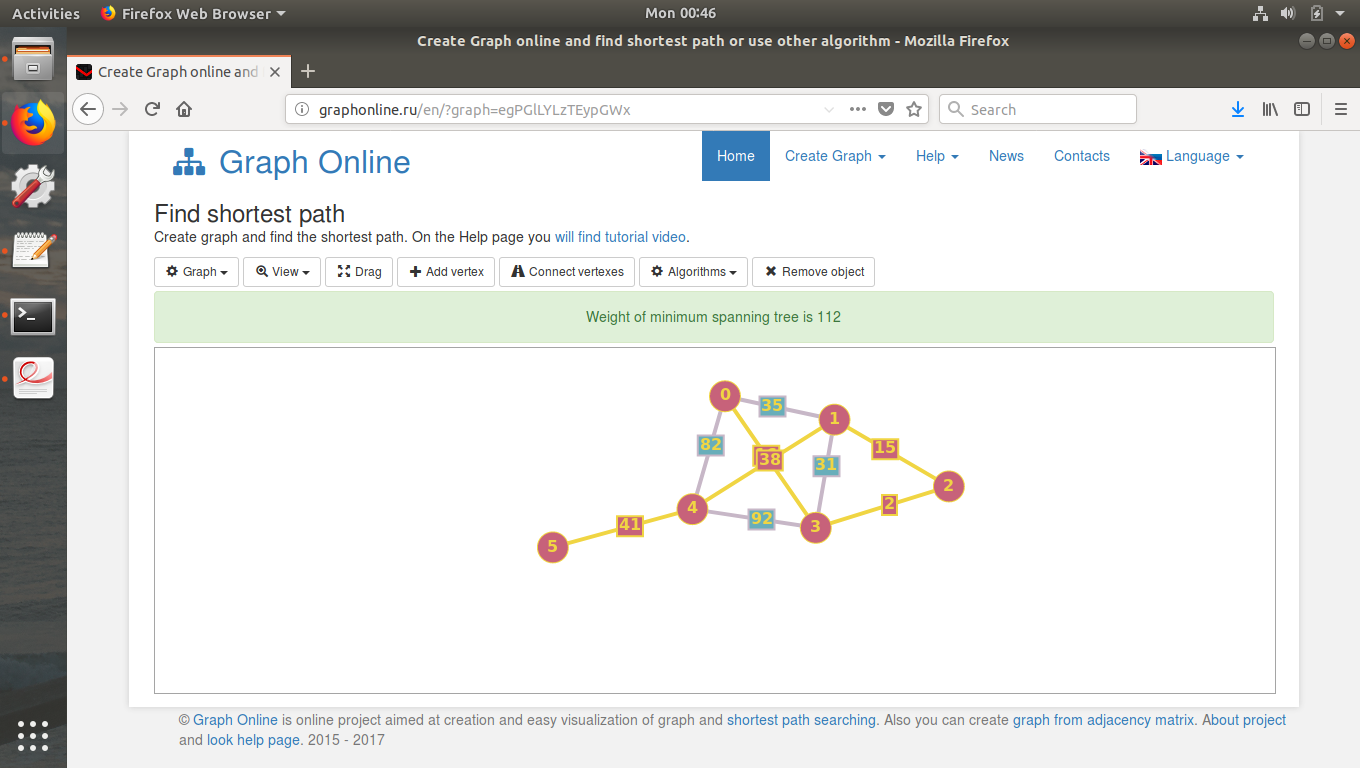 Activities Firefox Web Browser Mon 00:46
Create Graph online and find shortest path or use other algorithm - Mozilla Firefox
Create Graph online and
graphonline.ru/en/?graph=egPGlLYLzTEypGWx Search
Graph Online Home Create Graph Help News Contacts Language
Find shortest path
Create graph and find the shortest path. On the Help page you will find tutorial video.
Graph View Drag Add vertex Connect vertexes Algorithms Remove object
Weight of minimum spanning tree is 112
0 35 1
82 38 31 15
2
4 92 3 2
5 41
© Graph Online is online project aimed at creation and easy visualization of graph and shortest path searching. Also you can create graph from adjacency matrix. About project
and look help page. 2015 - 2017